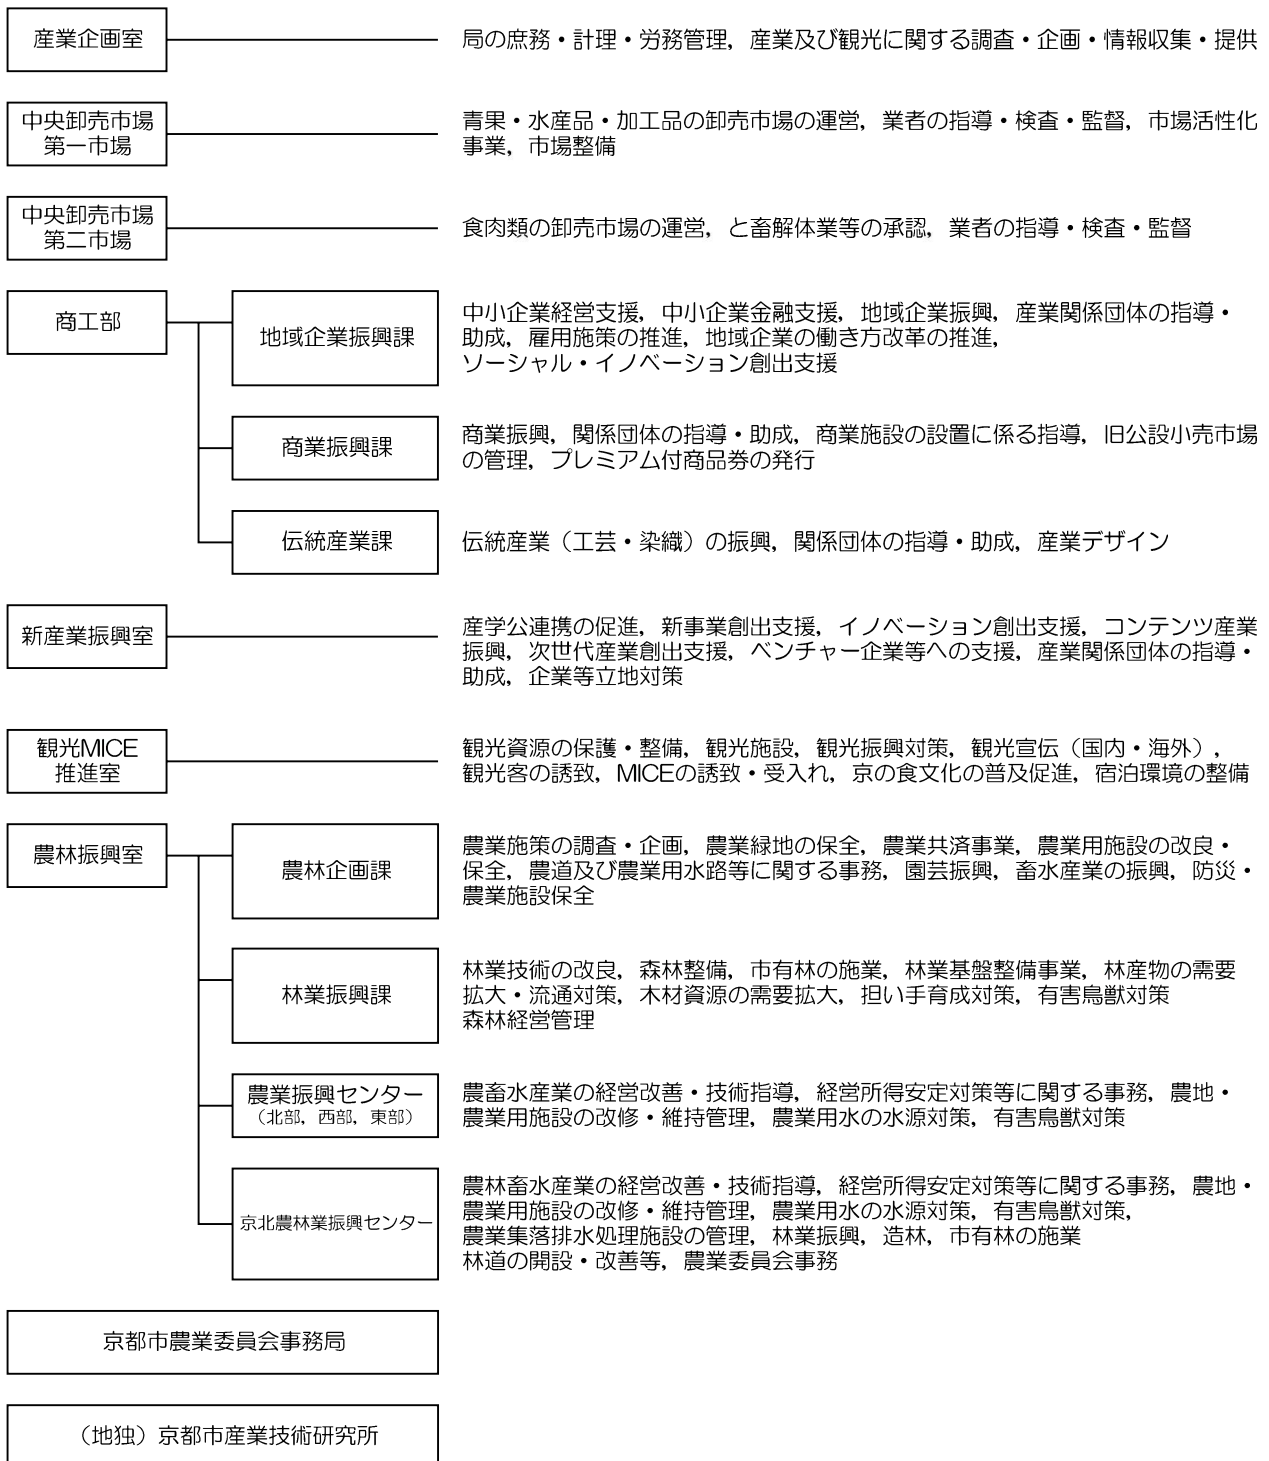 産業企画室
局の庶務・計理・労務管理，産業及び観光に関する調査・企画・情報収集・提供
中央卸売市場
第一市場
青果・水産品・加工品の卸売市場の運営，業者の指導・検査・監督，市場活性化
事業，市場整備
中央卸売市場
第二市場
食肉類の卸売市場の運営，と畜解体業等の承認，業者の指導・検査・監督
商工部
地域企業振興課
中小企業経営支援，中小企業金融支援，地域企業振興，産業関係団体の指導・
助成，雇用施策の推進，地域企業の働き方改革の推進，
ソーシャル・イノベーション創出支援
商業振興課
商業振興，関係団体の指導・助成，商業施設の設置に係る指導，旧公設小売市場
の管理，プレミアム付商品券の発行
伝統産業課
伝統産業（工芸・染織）の振興，関係団体の指導・助成，産業デザイン
新産業振興室
産学公連携の促進，新事業創出支援，イノベーション創出支援，コンテンツ産業
振興，次世代産業創出支援，ベンチャー企業等への支援，産業関係団体の指導・
助成，企業等立地対策
観光MICE
推進室
観光資源の保護・整備，観光施設，観光振興対策，観光宣伝（国内・海外），
観光客の誘致，MICEの誘致・受入れ，京の食文化の普及促進，宿泊環境の整備
農林振興室
農林企画課
農業施策の調査・企画，農業緑地の保全，農業共済事業，農業用施設の改良・
保全，農道及び農業用水路等に関する事務，園芸振興，畜水産業の振興，防災・
農業施設保全
林業振興課
林業技術の改良，森林整備，市有林の施業，林業基盤整備事業，林産物の需要
拡大・流通対策，木材資源の需要拡大，担い手育成対策，有害鳥獣対策
森林経営管理
農業振興センター
（北部，西部，東部）
農畜水産業の経営改善・技術指導，経営所得安定対策等に関する事務，農地・
農業用施設の改修・維持管理，農業用水の水源対策，有害鳥獣対策
京北農林業振興センター
農林畜水産業の経営改善・技術指導，経営所得安定対策等に関する事務，農地・
農業用施設の改修・維持管理，農業用水の水源対策，有害鳥獣対策，
農業集落排水処理施設の管理，林業振興，造林，市有林の施業
林道の開設・改善等，農業委員会事務
京都市農業委員会事務局
（地独）京都市産業技術研究所